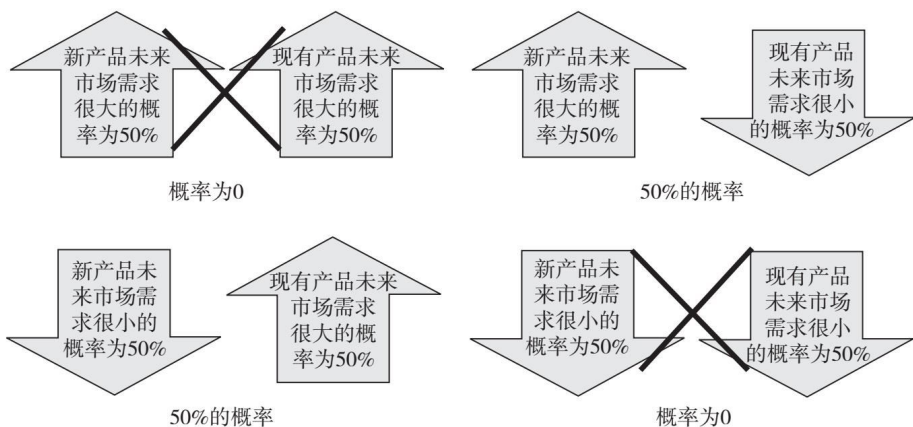 新产品未来
市场需求
很大的概
率为50%
现有产品未来
市场需求
很大的概
率为50%
概率为0
新产品未来
市场需求
很大的概
率为50%
现有产品
未来市场
需求很小
的概率为50%
50%的概率
新产品未
来市场需
求很小的
概率为50%
现有产品未来
市场需求
很大的概
率为50%
50%的概率
新产品未
来市场需
求很小的
概率为50%
现有产品
未来市场
需求很小
的概率为50%
概率为0